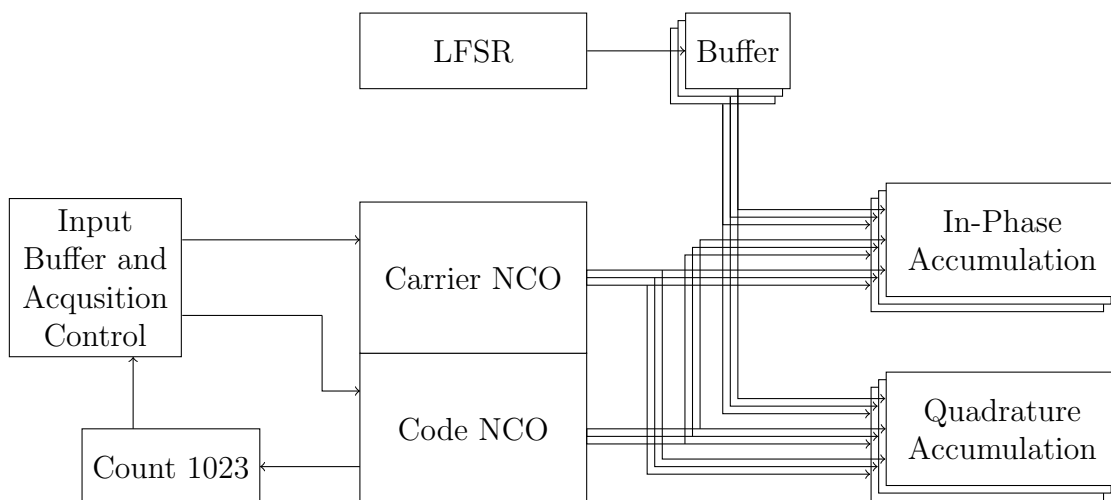 LFSR
Buffer
Input
Buffer and
Acqusition
Control
Carrier NCO
In-Phase
Accumulation
Code NCO
Quadrature
Accumulation
Count 1023